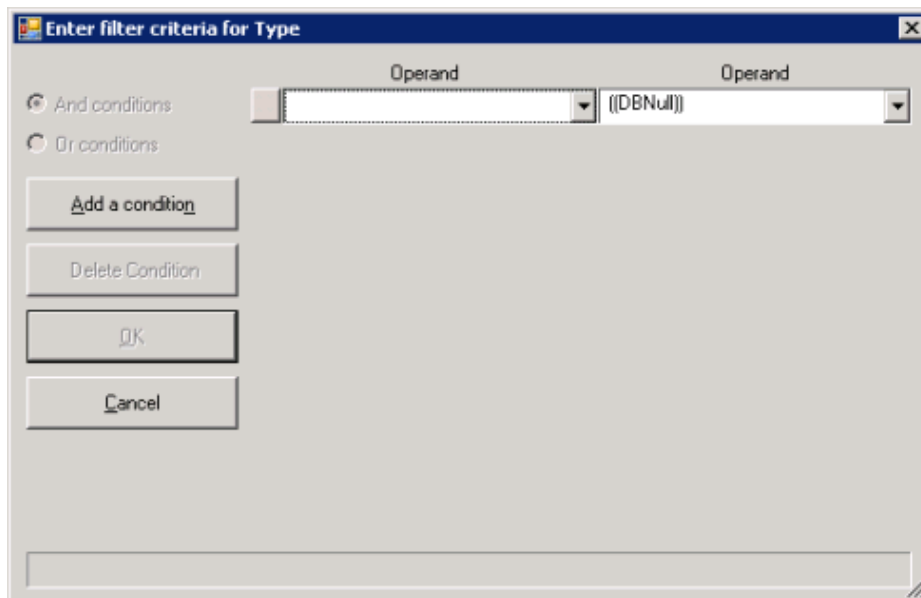 Enter filter criteria for Type
Operand Operand
And conditions
((DBNull))
Or conditions
Add a condition
Delete Condition
OK
Cancel